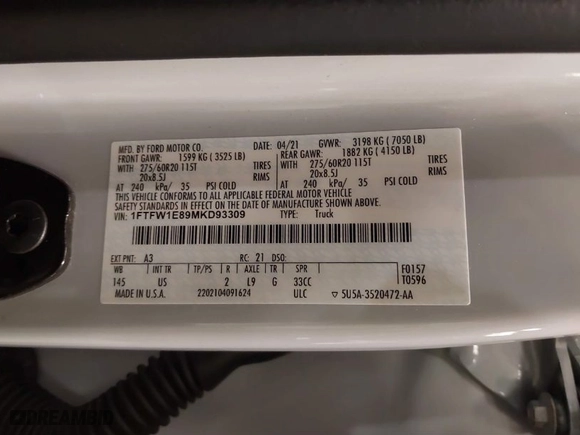 MFD. BY FORD MOTOR CO. DATE: 04/21 GVWR: 3198 KG ( 7050 LB)
FRONT GAWR: 1599 KG ( 3525 LB) REAR GAWR: 1882 KG ( 4150 LB)
WITH 275/60R20 115T TIRES WITH 275/60R20 115T TIRES
20x8.5J RIMS 20x8.5J RIMS
AT 240 kPa/ 35 PSI COLD AT 240 kPa/ 35 PSI COLD
THIS VEHICLE CONFORMS TO ALL APPLICABLE FEDERAL MOTOR VEHICLE
SAFETY STANDARDS IN EFFECT ON THE DATE OF MANUFACTURE SHOWN ABOVE.
VIN: 1FTFW1E89MKD93309 TYPE: Truck
EXT PNT: A3 RC: 21 DSO:
WB INT TR TP/PS R AXLE TR SPR F0157
145 US 2 L9 G 33CC T0596
MADE IN U.S.A. 2202104091624 ULC ▽ 5U5A-3520472-AA
DREAMBID